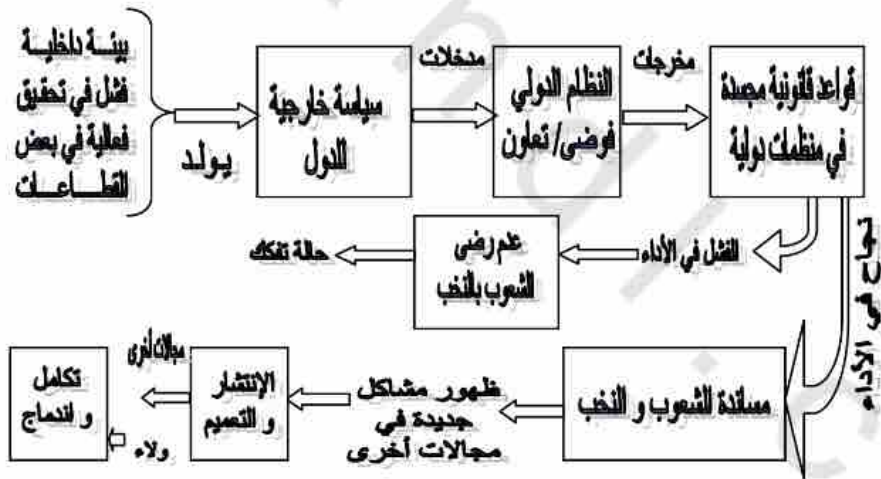 بيئة داخلية
فشل في تحقيق
فعالية في بعض
القطاعات
يولد
سياسة خارجية
للدول
مدخلات
النظام الدولي
فوضى/ تعاون
مخرجات
قواعد قانونية مجسدة
في منظمات دولية
الفشل في الأداء
عدم رضى
الشعوب بالنخب
حالة تفكك
نجاح في الأداء
مساندة الشعوب و النخب
ظهور مشاكل
جديدة في
مجالات أخرى
الإنتشار
و التعميم
مجالات أخرى
تكامل
و اندماج
ولاء